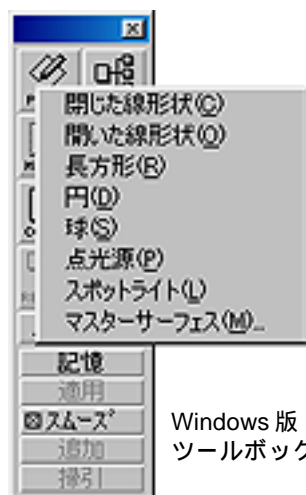 閉じた線形状(C)
開いた線形状(O)
長方形(R)
円(D)
球(S)
点光源(P)
スポットライト(L)
マスターサーフェス(M)...
記憶
適用
スムーズ
追加
掃引
Windows 版
ツールボック